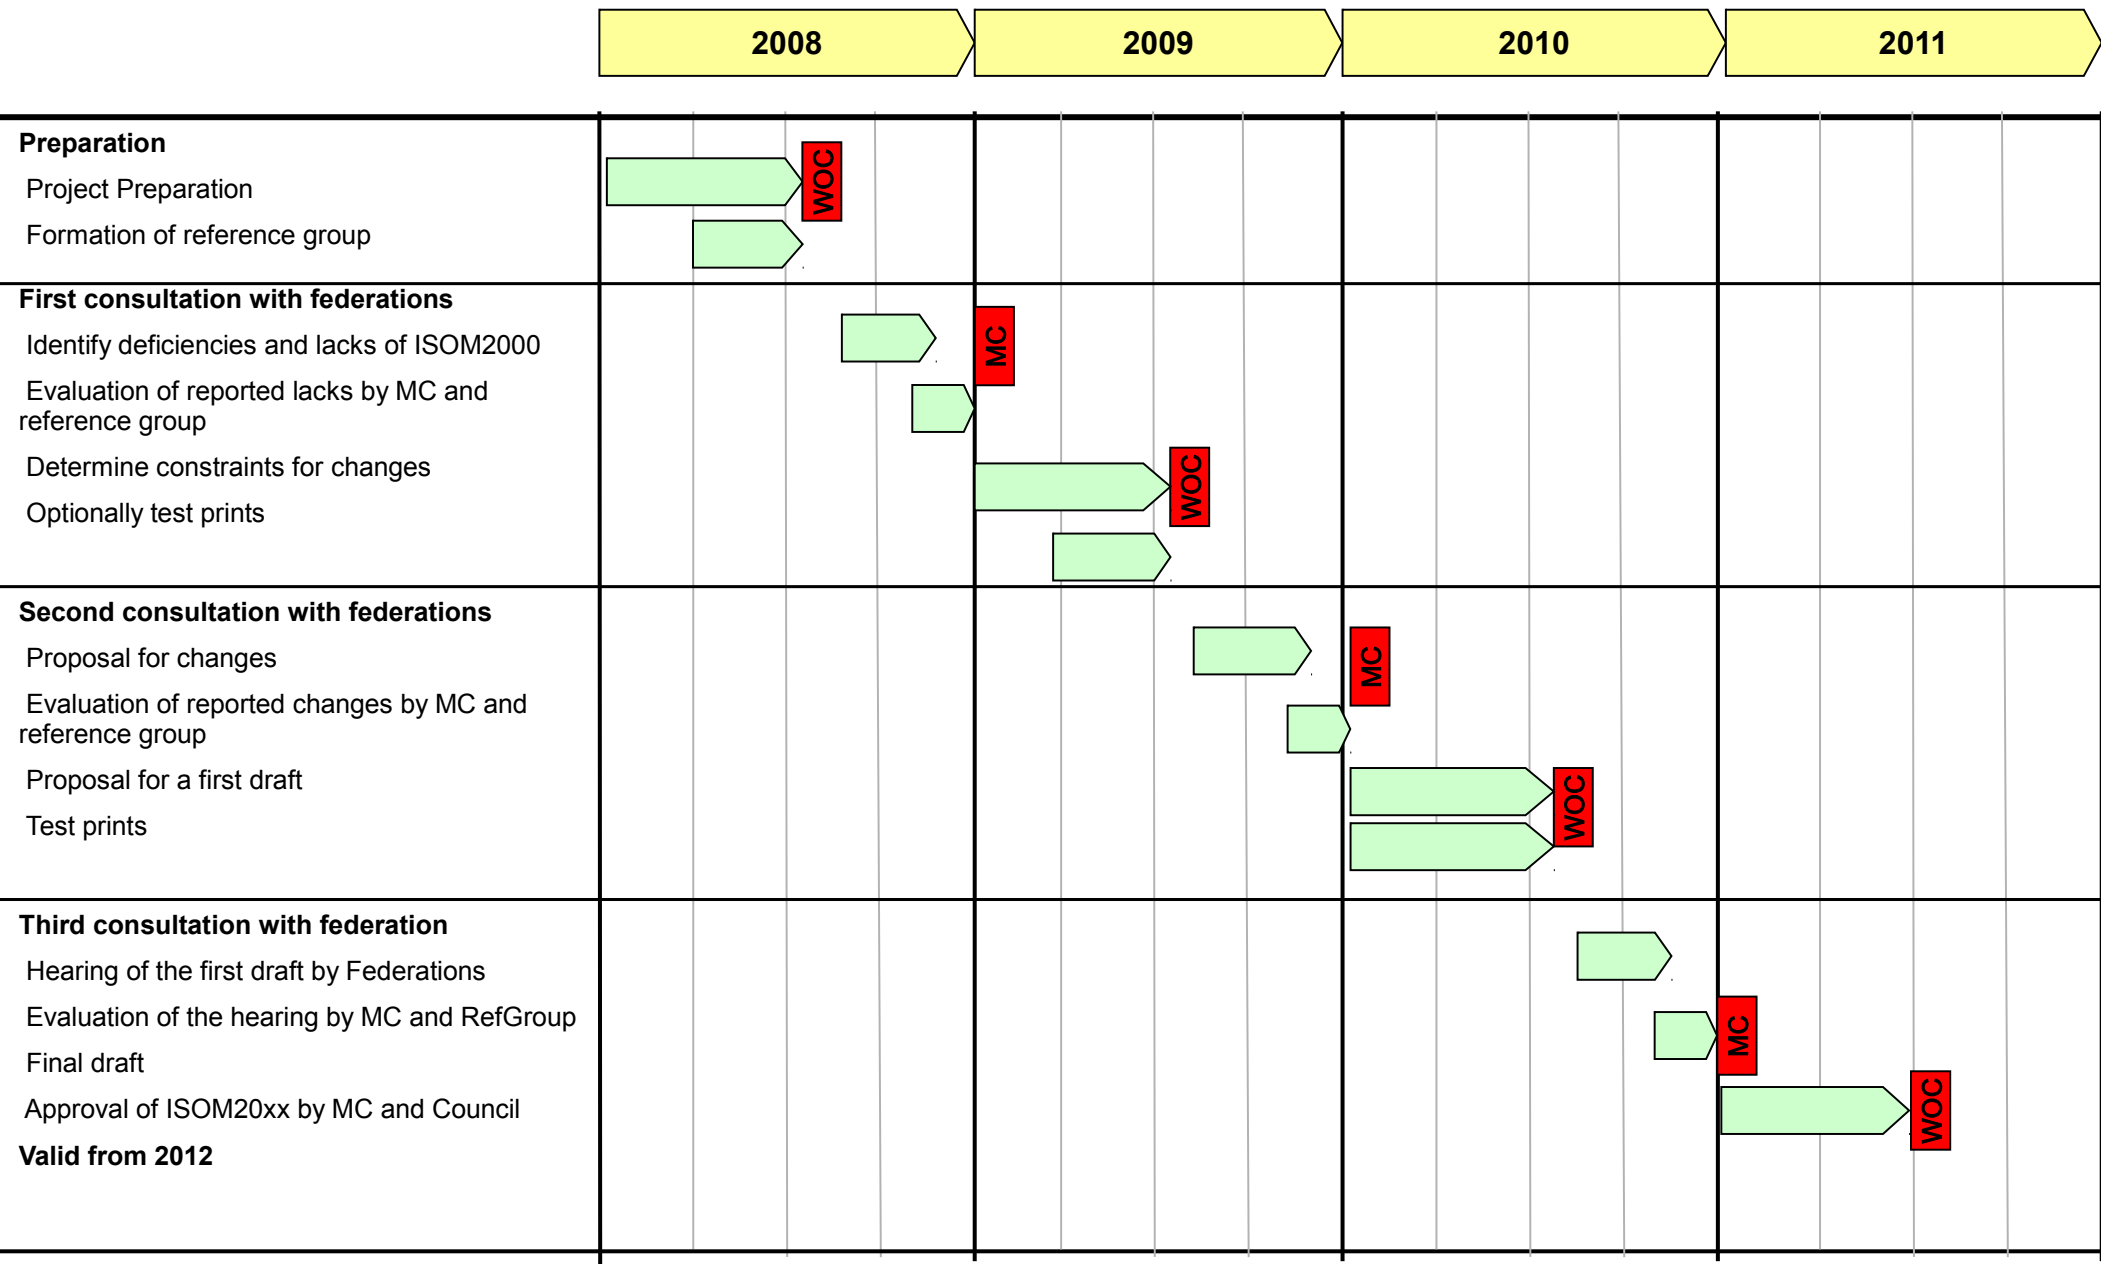 2008
2009
2010
2011
Preparation
Project Preparation
WOC
Formation of reference group
First consultation with federations
Identify deficiencies and lacks of ISOM2000
MC
Evaluation of reported lacks by MC and
reference group
Determine constraints for changes
WOC
Optionally test prints
Second consultation with federations
Proposal for changes
MC
Evaluation of reported changes by MC and
reference group
Proposal for a first draft
WOC
Test prints
Third consultation with federation
Hearing of the first draft by Federations
Evaluation of the hearing by MC and RefGroup
MC
Final draft
Approval of ISOM20xx by MC and Council
WOC
Valid from 2012